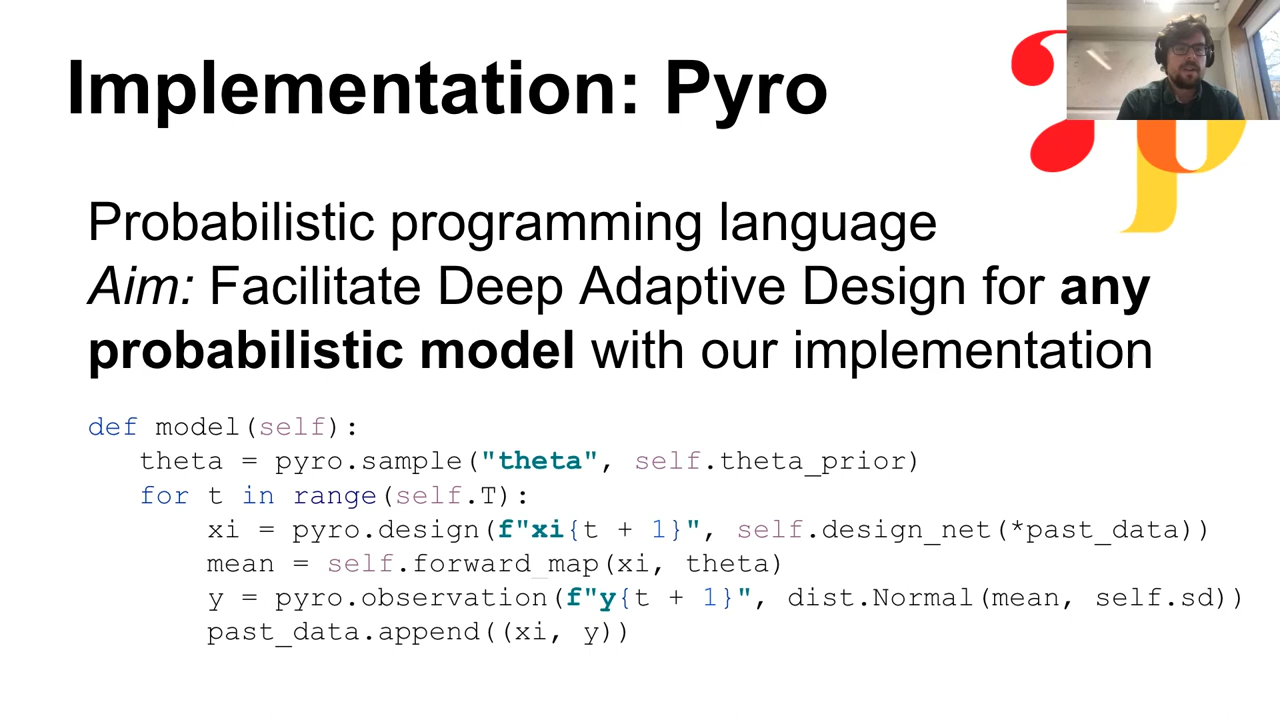 Implementation: Pyro
Probabilistic programming language
Aim: Facilitate Deep Adaptive Design for any
probabilistic model with our implementation
def model(self):
    theta = pyro.sample("theta", self.theta_prior)
    for t in range(self.T):
        xi = pyro.design(f"xi{t + 1}", self.design_net(*past_data))
        mean = self.forward_map(xi, theta)
        y = pyro.observation(f"y{t + 1}", dist.Normal(mean, self.sd))
        past_data.append((xi, y))